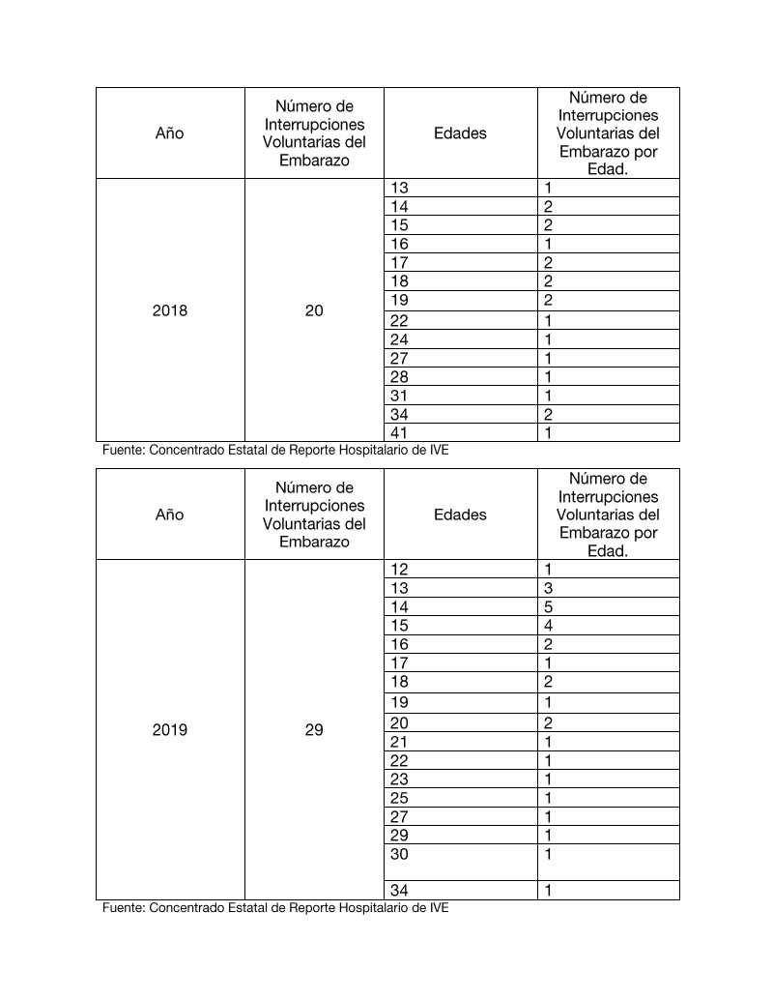 Año
Número de
Interrupciones
Voluntarias del
Embarazo
Edades
Número de
Interrupciones
Voluntarias del
Embarazo por
Edad.
2018
20
13 1
14 2
15 2
16 1
17 2
18 2
19 2
22 1
24 1
27 1
28 1
31 1
34 2
41 1
Fuente: Concentrado Estatal de Reporte Hospitalario de IVE
Año
Número de
Interrupciones
Voluntarias del
Embarazo
Edades
Número de
Interrupciones
Voluntarias del
Embarazo por
Edad.
2019
29
12 1
13 3
14 5
15 4
16 2
17 1
18 2
19 1
20 2
21 1
22 1
23 1
25 1
27 1
29 1
30 1
34 1
Fuente: Concentrado Estatal de Reporte Hospitalario de IVE